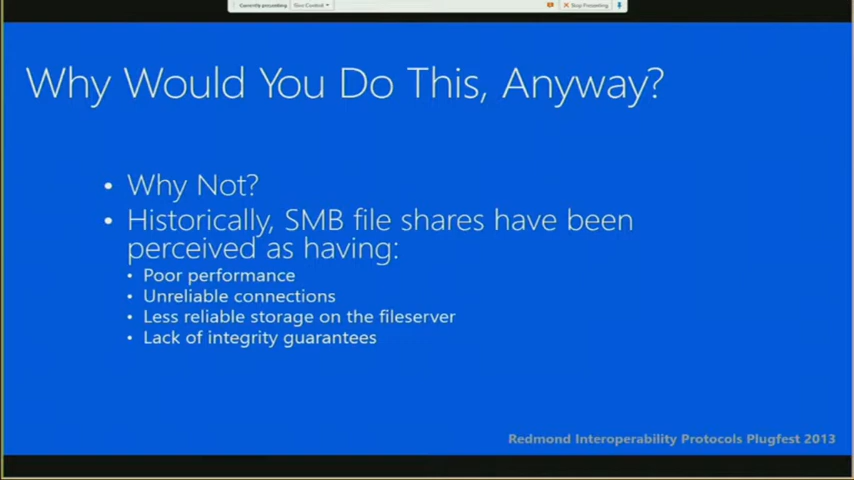 Currently presenting Give Control Stop Presenting
Why Would You Do This, Anyway?
• Why Not?
• Historically, SMB file shares have been
perceived as having:
• Poor performance
• Unreliable connections
• Less reliable storage on the fileserver
• Lack of integrity guarantees
Redmond Interoperability Protocols Plugfest 2013